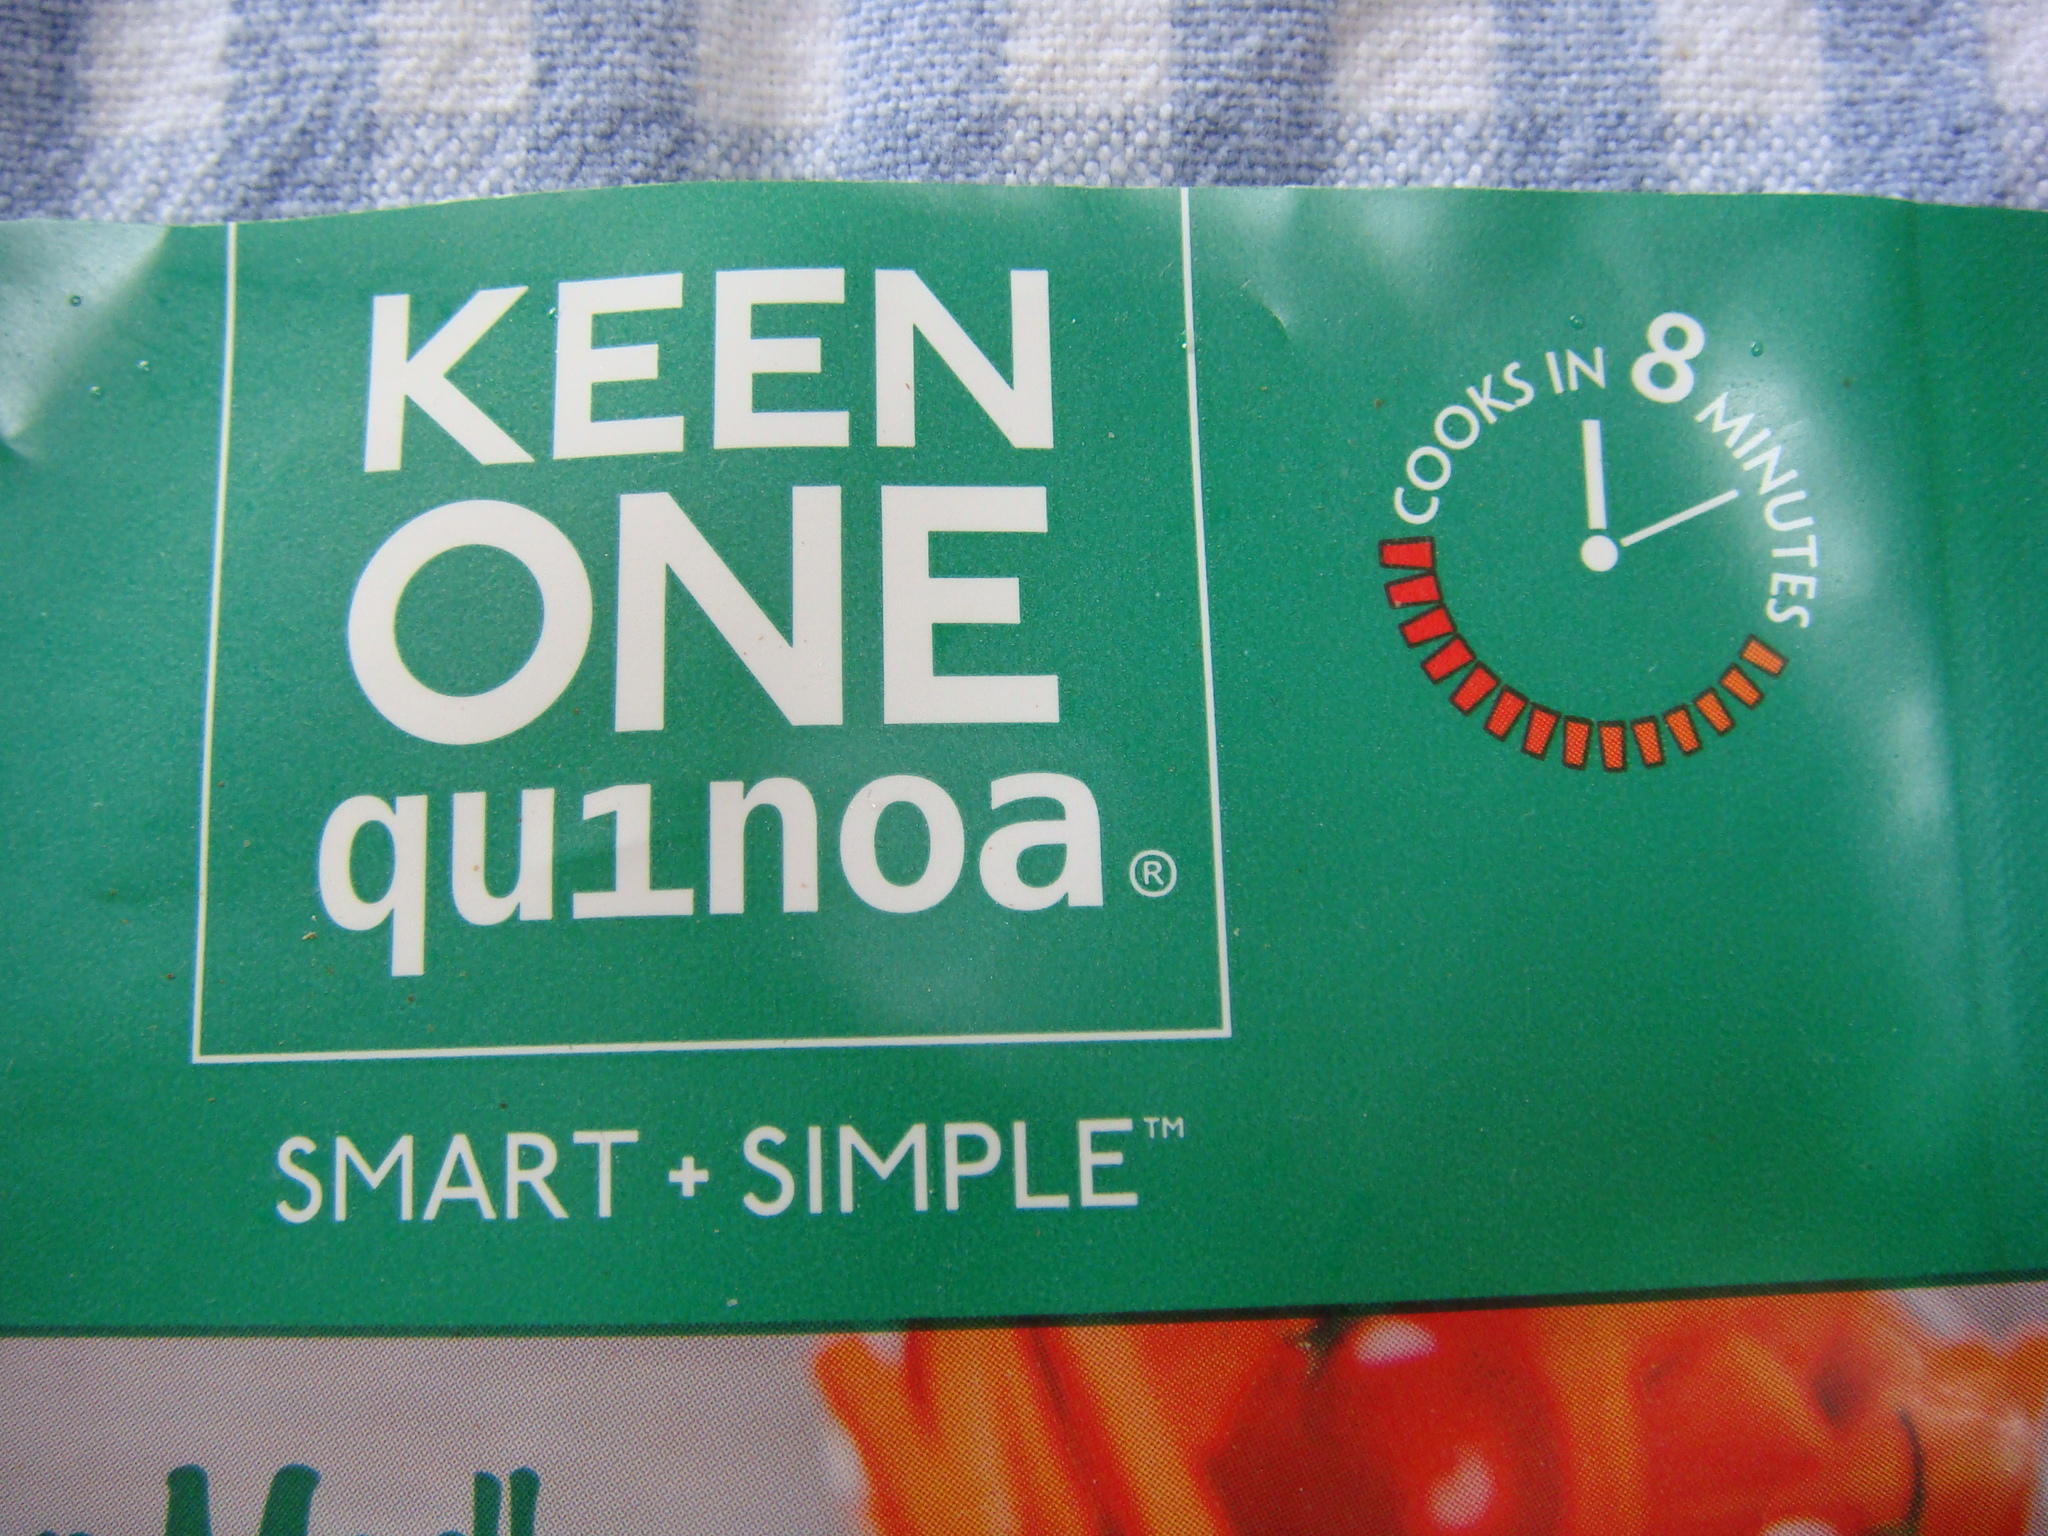 KEEN
ONE
qu1noa®
SMART + SIMPLE™
COOKS IN 8 MINUTES